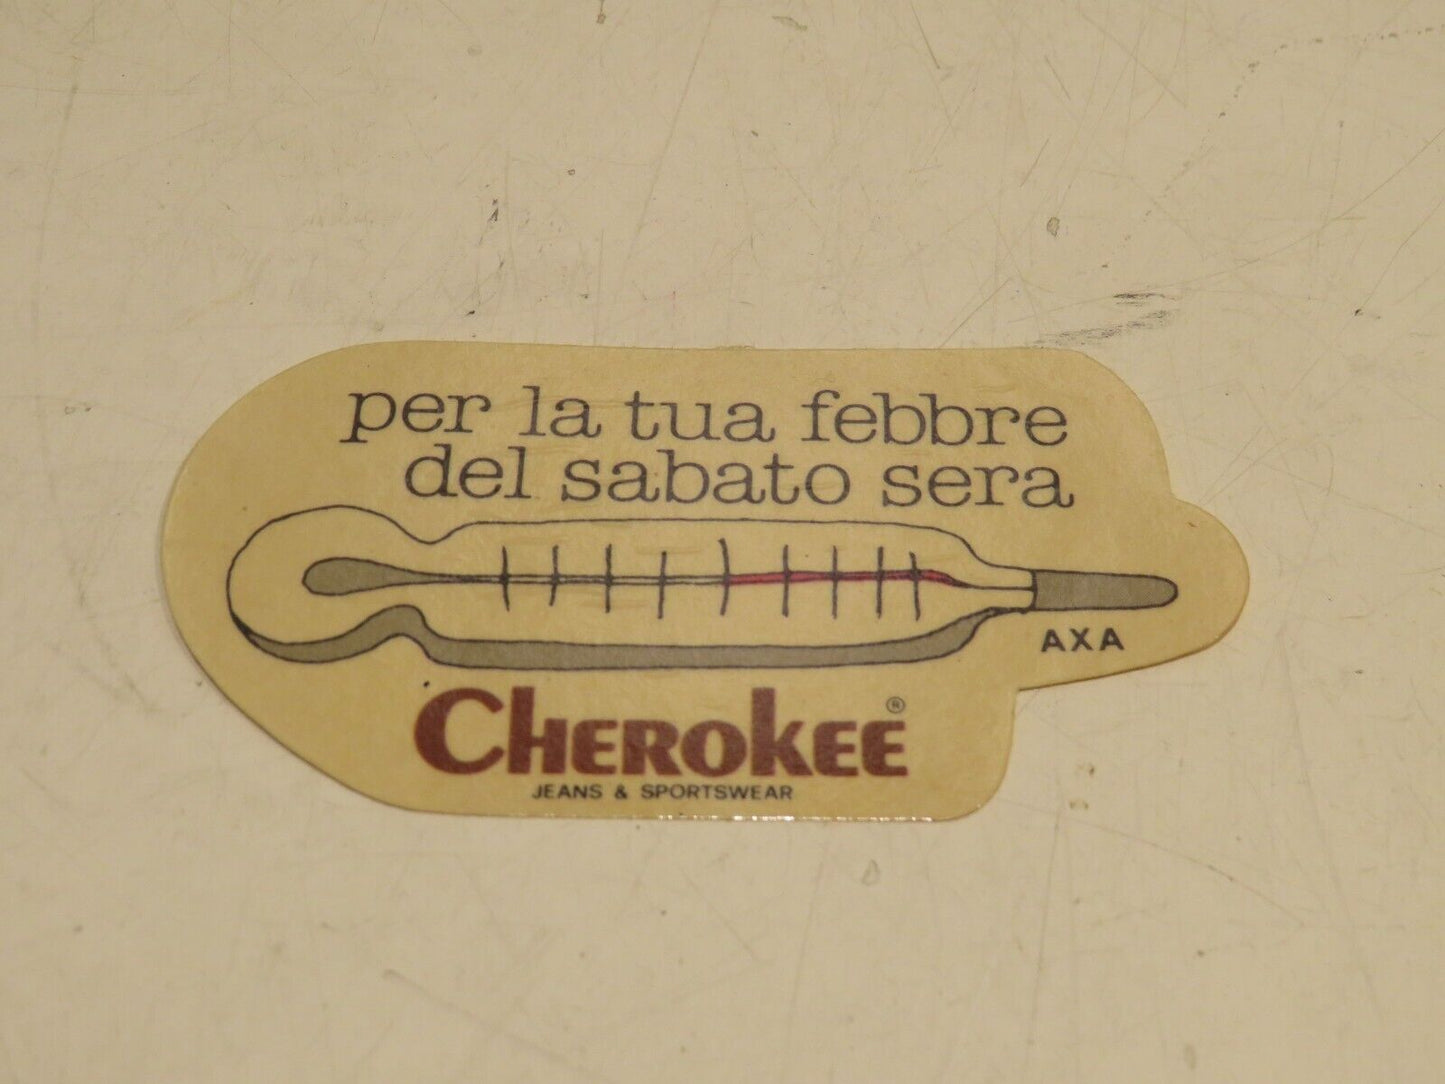 per la tua febbre
del sabato sera
AXA
CHEROKEE®
JEANS & SPORTSWEAR